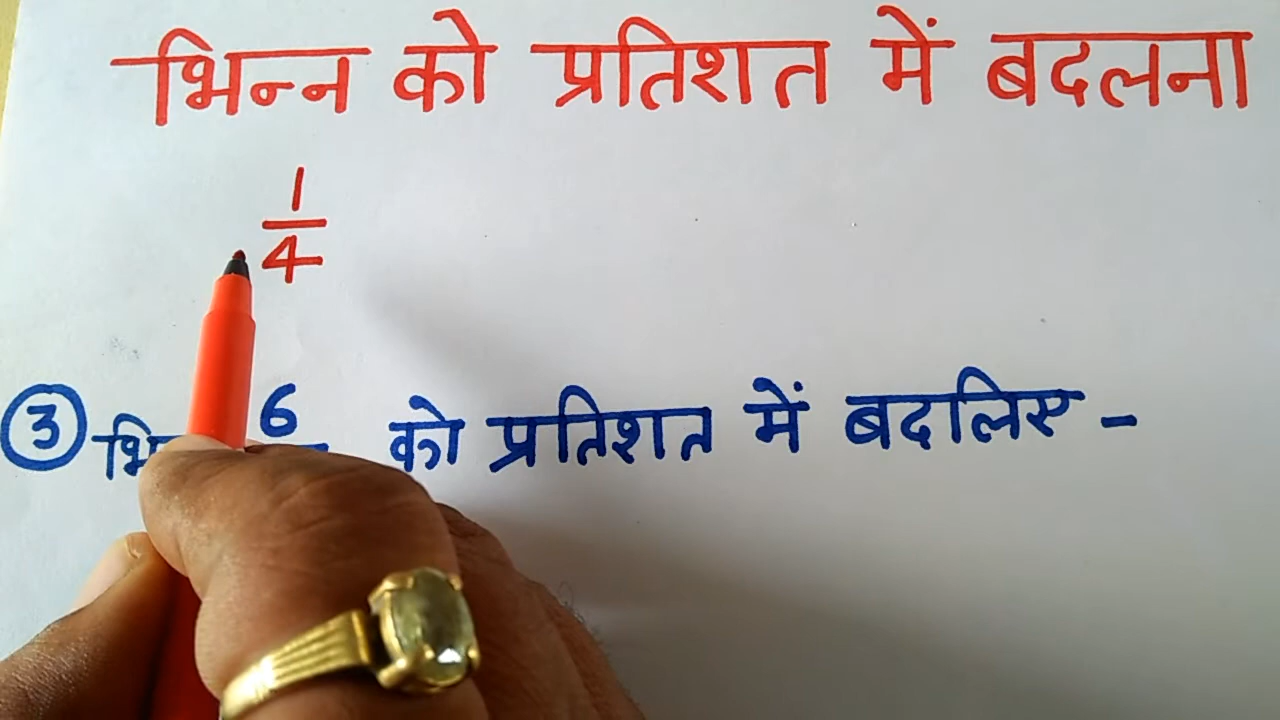 भिन्न को प्रतिशत में बदलना
1/4
③ 6 को प्रतिशत में बदलिए -